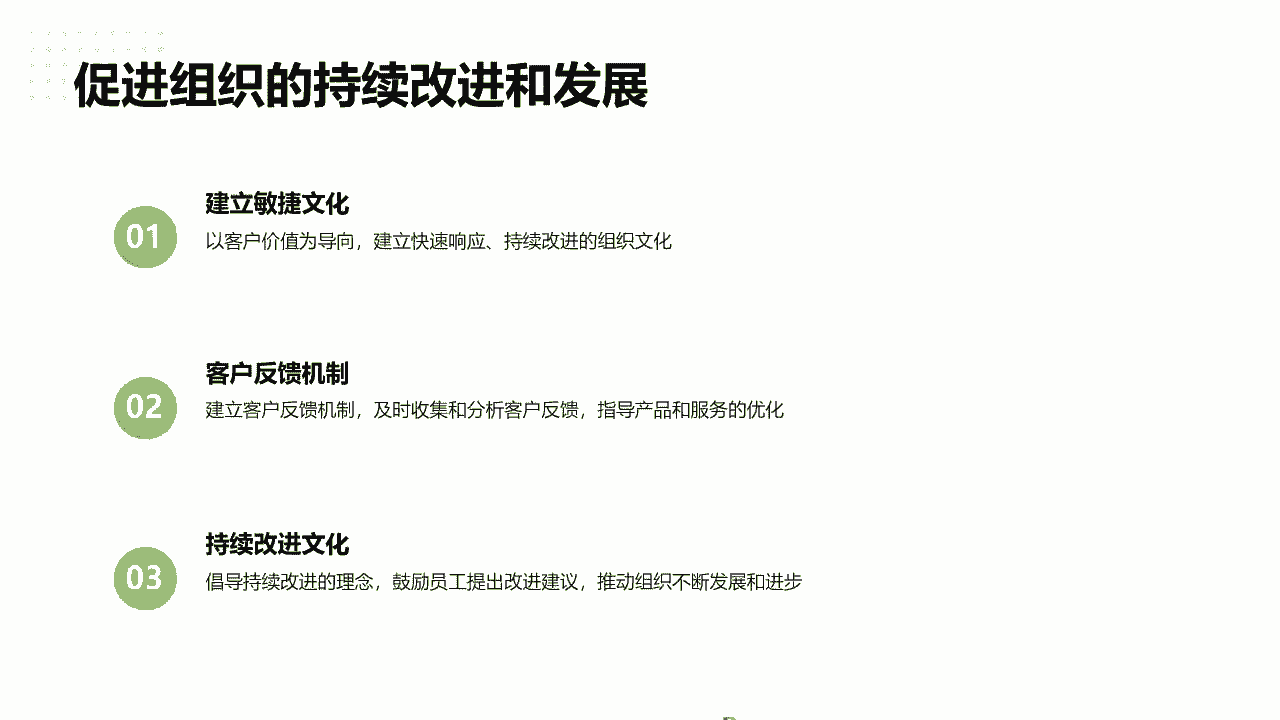 促进组织的持续改进和发展
01
建立敏捷文化
以客户价值为导向，建立快速响应、持续改进的组织文化
02
客户反馈机制
建立客户反馈机制，及时收集和分析客户反馈，指导产品和服务的优化
03
持续改进文化
倡导持续改进的理念，鼓励员工提出改进建议，推动组织不断发展和进步